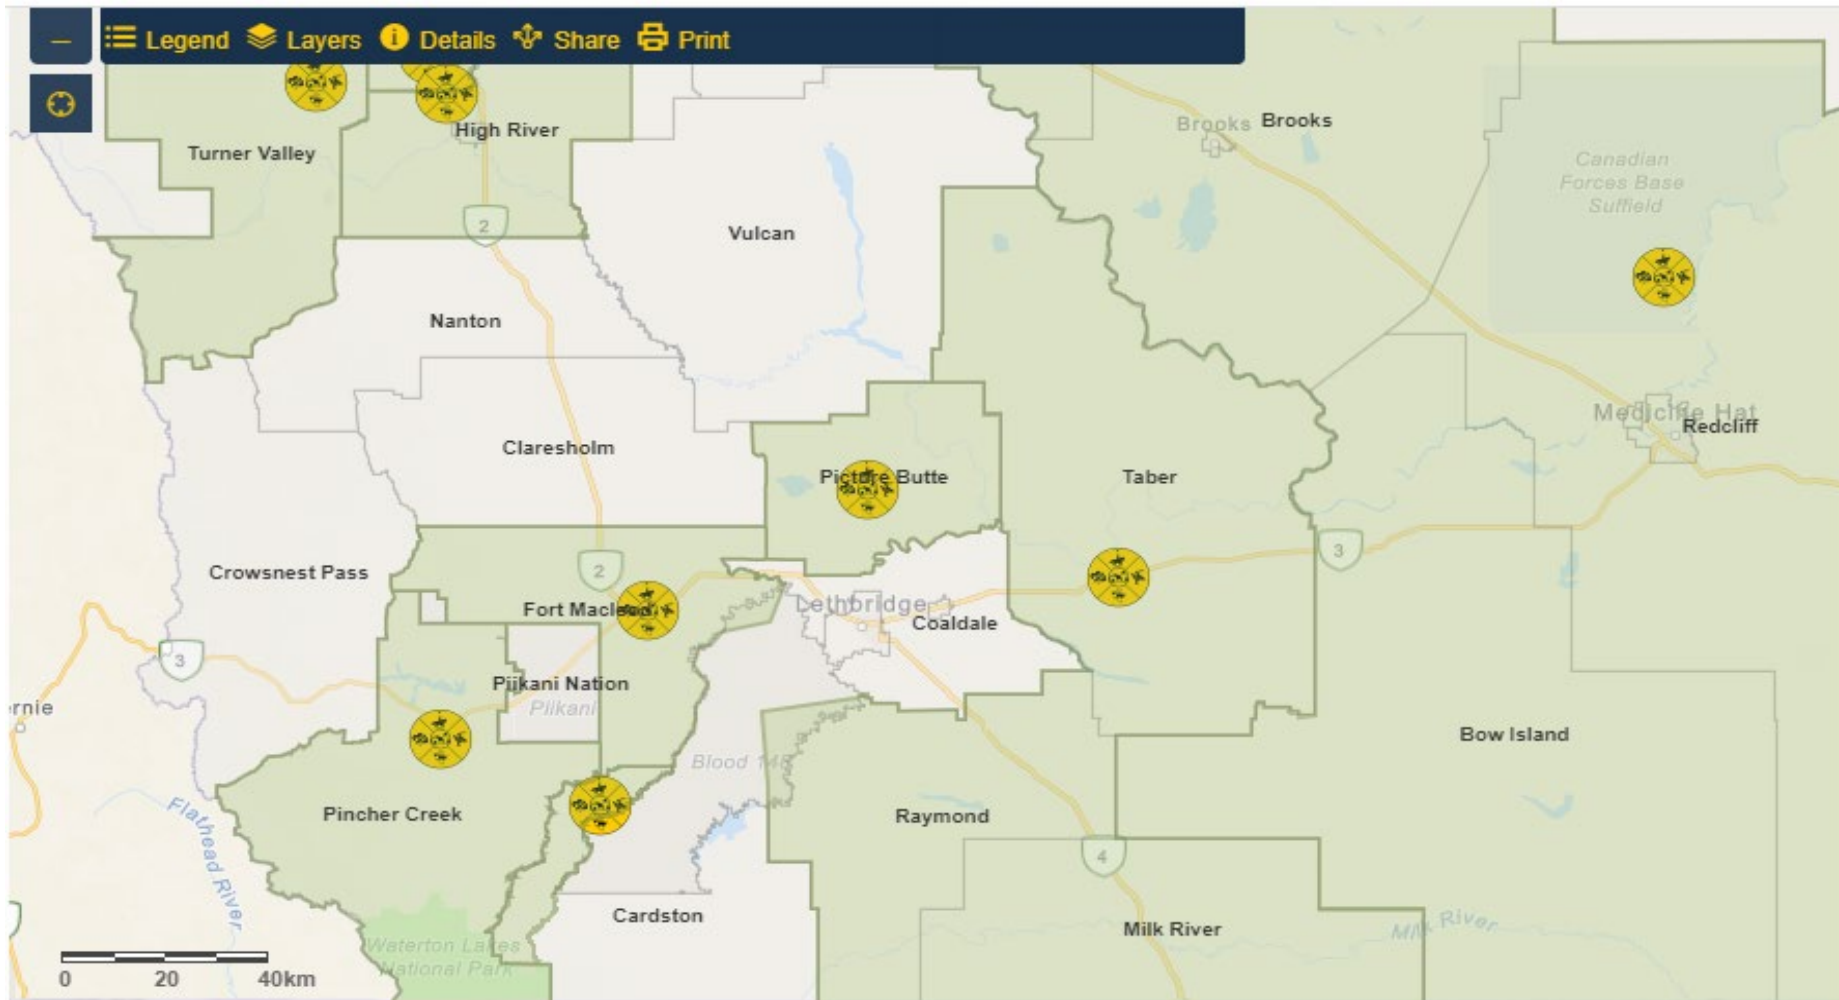 Legend Layers Details Share Print
High River
Turner Valley
Brooks Brooks
Canadian
Forces Base
Suffield
2
Vulcan
Nanton
Medicine Hat
Redcliff
Claresholm
Picture Butte
Taber
3
Crowsnest Pass
2
Fort Macleod
Lethbridge
Coaldale
3
Piikani Nation
Piikani
rnie
Bow Island
Blood 148
Pincher Creek
Raymond
Flathead River
4
Cardston
Milk River
Milk River
Waterton Lakes
National Park
0 20 40km